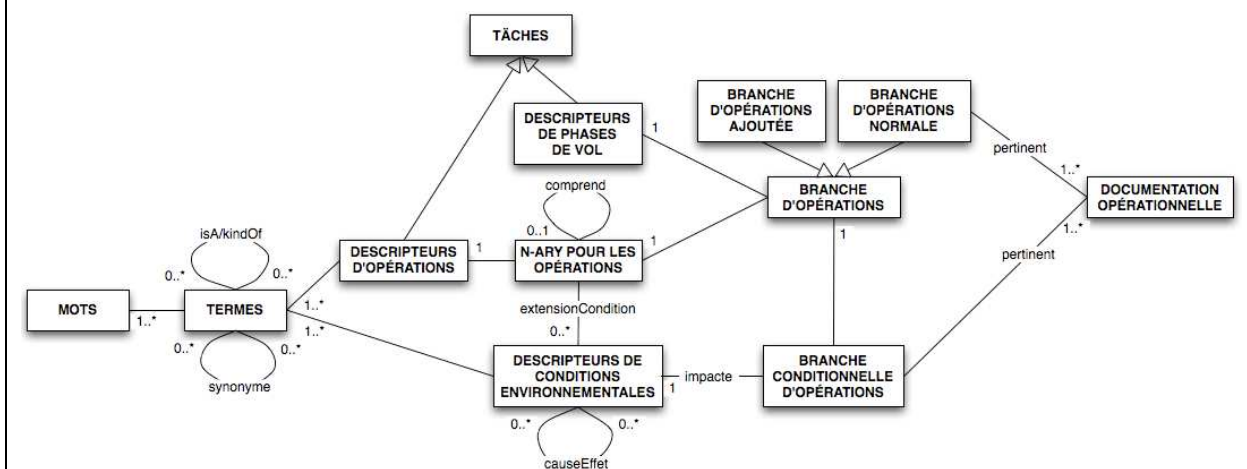 TÄCHES
DESCRIPTEURS
DE PHASES
DE VOL
1
BRANCHE
D'OPÉRATIONS
AJOUTÉE
BRANCHE
D'OPÉRATIONS
NORMALE
pertinent
1..*
comprend
0..1
BRANCHE
D'OPÉRATIONS
1
DOCUMENTATION
OPÉRATIONNELLE
1..*
pertinent
isA/kindOf
0..*
0..*
DESCRIPTEURS
D'OPÉRATIONS
1
N-ARY POUR LES
OPÉRATIONS
1
MOTS
1..*
TERMES
1..*
1..*
0..*
0..*
synonyme
extensionCondition
0..*
DESCRIPTEURS DE
CONDITIONS
ENVIRONNEMENTALES
1
impacte
BRANCHE
CONDITIONNELLE
D'OPÉRATIONS
0..*
0..*
causeEffet